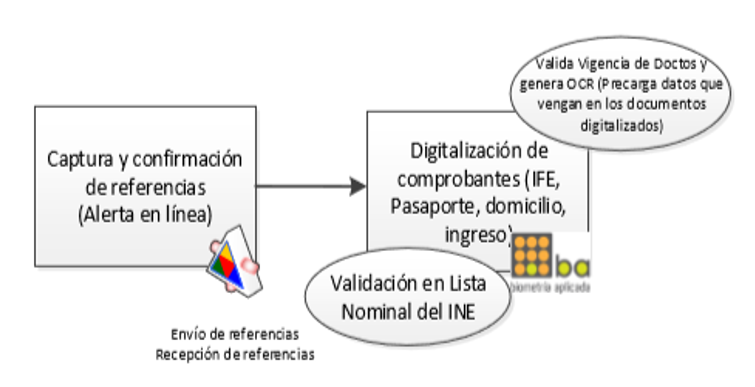 Captura y confirmación
de referencias
(Alerta en línea)
Envío de referencias
Recepción de referencias
Valida Vigencia de Doctos y
genera OCR (Precarga datos que
vengan en los documentos
digitalizados)
Digitalización de
comprobantes (IFE,
Pasaporte, domicilio,
ingreso)
ba
biometría aplicada
Validación en Lista
Nominal del INE